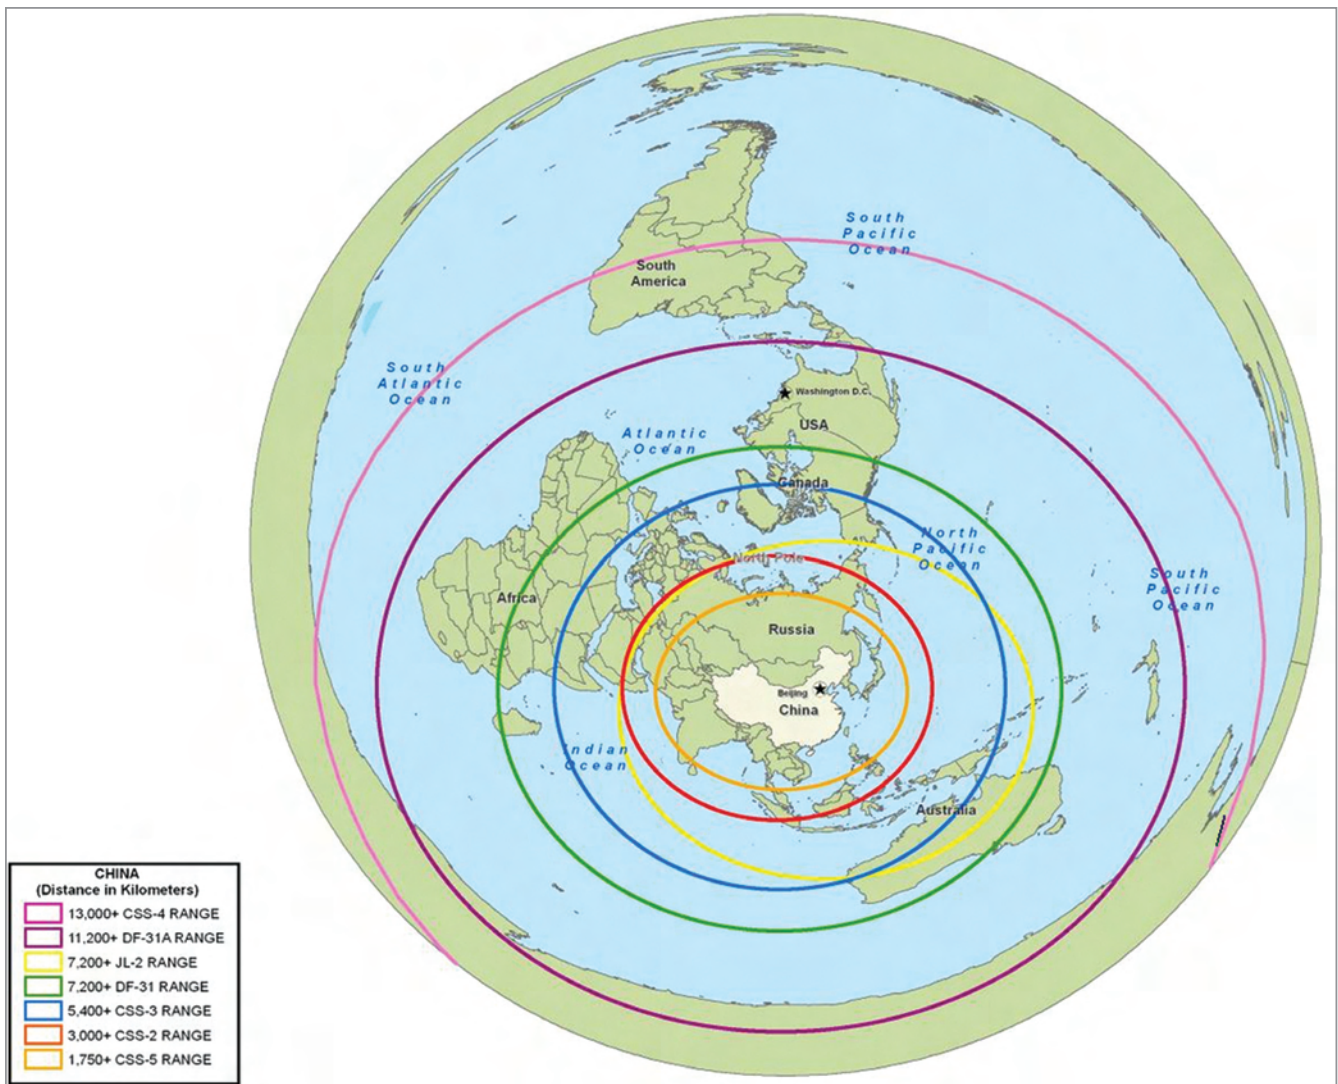 South
Pacific
Ocean
South
America
South
Atlantic
Ocean
Washington D.C.
USA
Atlantic
Ocean
Canada
North
Pacific
Ocean
North Pole
South
Pacific
Ocean
Africa
Russia
Beijing
China
Indian
Ocean
Australia
CHINA
(Distance in Kilometers)
13,000+ CSS-4 RANGE
11,200+ DF-31A RANGE
7,200+ JL-2 RANGE
7,200+ DF-31 RANGE
5,400+ CSS-3 RANGE
3,000+ CSS-2 RANGE
1,750+ CSS-5 RANGE